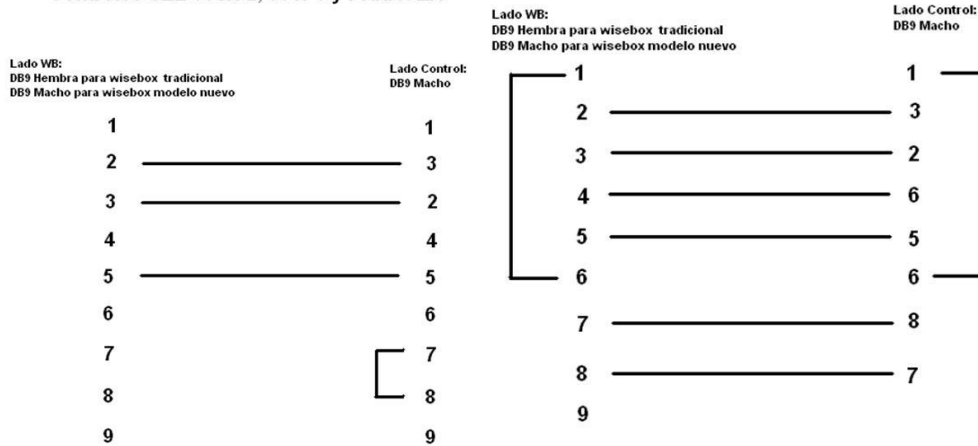 Lado WB:
DB9 Hembra para wisebox tradicional
DB9 Macho para wisebox modelo nuevo
Lado Control:
DB9 Macho
1 1
2 3
3 2
4 4
5 5
6 6
7 7
8 8
9 9
Lado WB:
DB9 Hembra para wisebox tradicional
DB9 Macho para wisebox modelo nuevo
Lado Control:
DB9 Macho
1 1
2 3
3 2
4 6
5 5
6 6
7 8
8 7
9